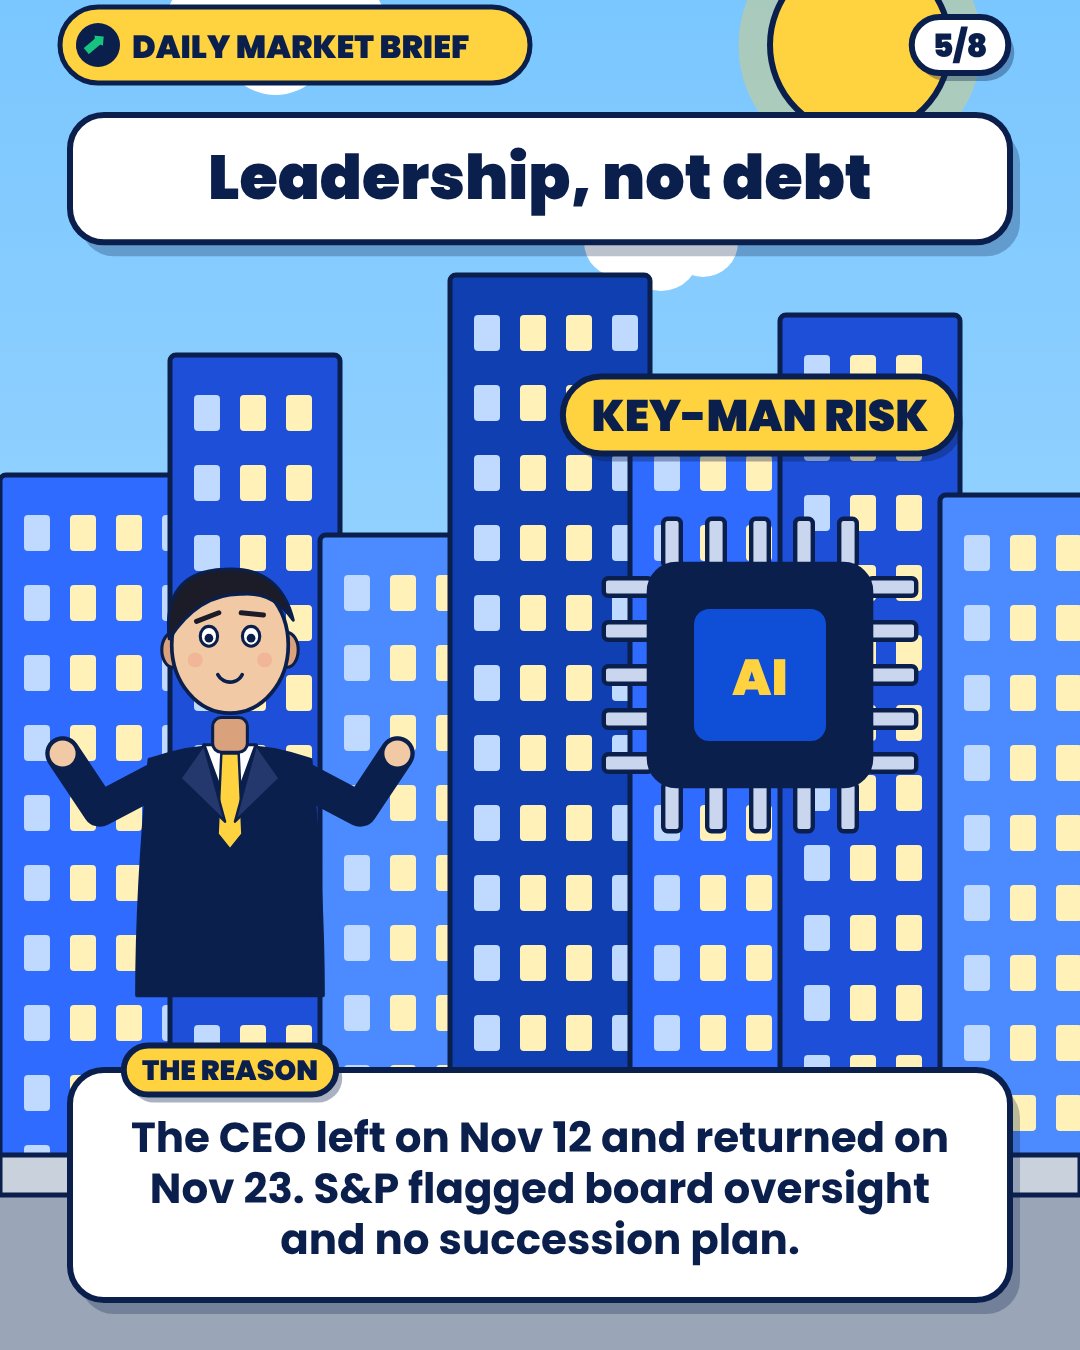 DAILY MARKET BRIEF
5/8
Leadership, not debt
KEY-MAN RISK
AI
THE REASON
The CEO left on Nov 12 and returned on
Nov 23. S&P flagged board oversight
and no succession plan.